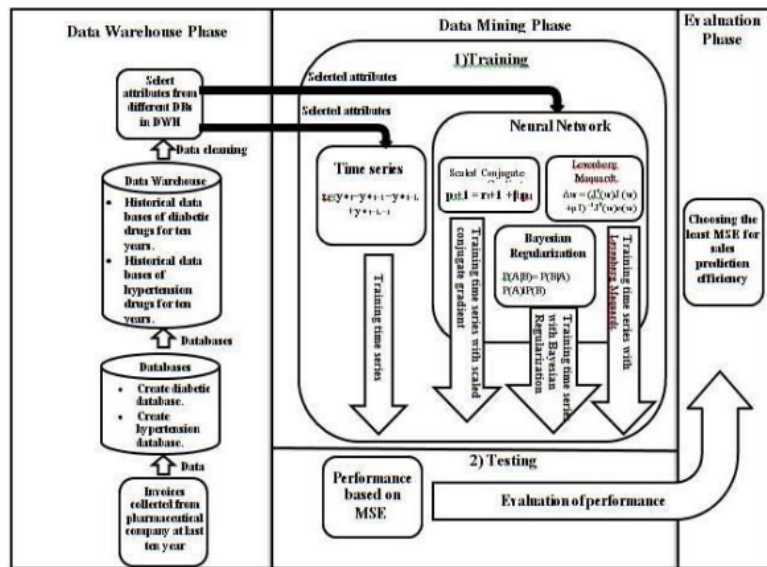 Data Warehouse Phase
Select
attributes from
different DBs
in DWH
Data cleaning
Data Warehouse
• Historical data
bases of diabetic
drugs for ten
years.
• Historical data
bases of
hypertension
drugs for ten
years.
Databases
Databases
• Create diabetic
database.
• Create
hypertension
database.
Data
Invoices
collected from
pharmaceutical
company at last
ten year
Data Mining Phase
1)Training
Selected attributes
Selected attributes
Time series
Training time series
Neural Network
Scaled Conjugate
Training time series with scaled
conjugate gradient
Bayesian
Regularization
P(A|B)= P(B|A)
P(A)/P(B)
Training time series
with Bayesian
Regularization
Training time series with
2) Testing
Performance
based on
MSE
Evaluation of performance
Evaluation
Phase
Choosing the
least MSE for
sales
prediction
efficiency